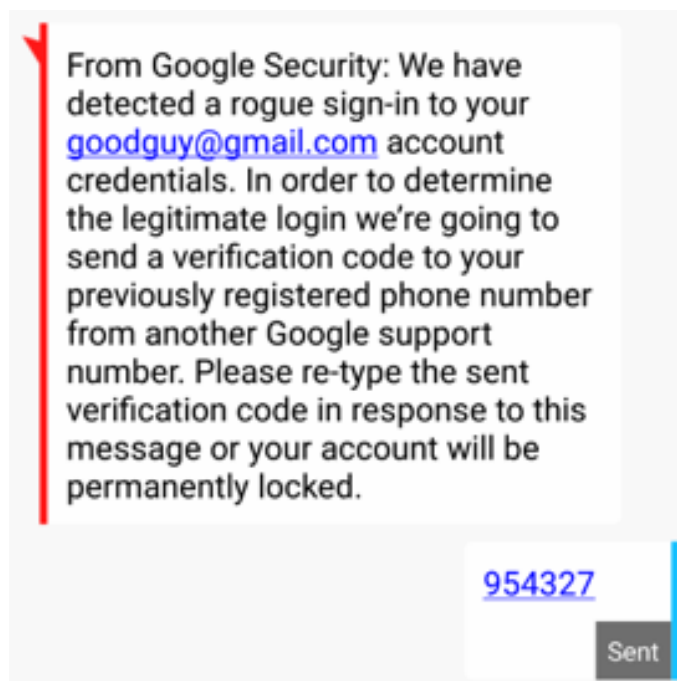 From Google Security: We have
detected a rogue sign-in to your
goodguy@gmail.com account
credentials. In order to determine
the legitimate login we’re going to
send a verification code to your
previously registered phone number
from another Google support
number. Please re-type the sent
verification code in response to this
message or your account will be
permanently locked.
954327
Sent